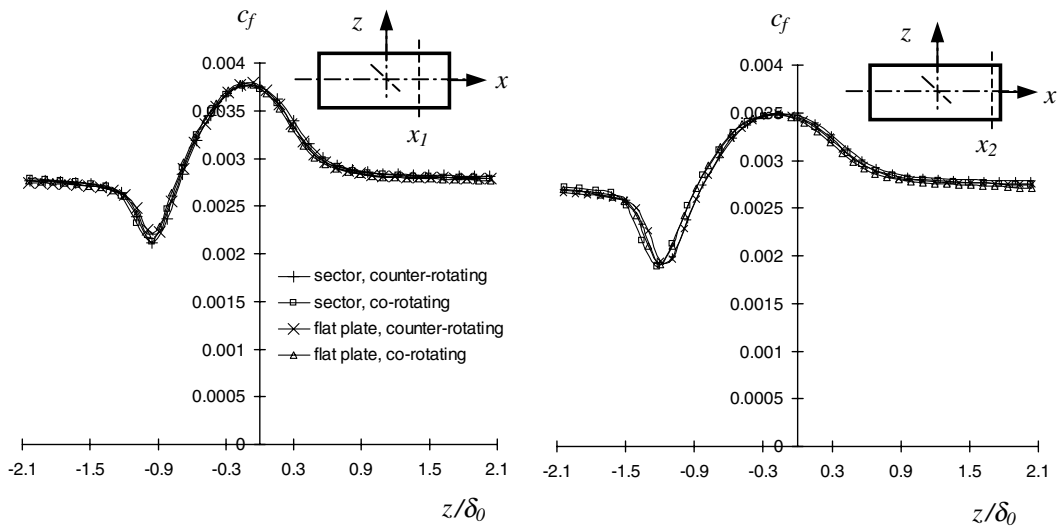 c_f
z
x
x_1
0.004
0.0035
0.003
0.0025
0.002
0.0015
0.001
0.0005
0
sector, counter-rotating
sector, co-rotating
flat plate, counter-rotating
flat plate, co-rotating
-2.1 -1.5 -0.9 -0.3 0.3 0.9 1.5 2.1
z/δ_0
c_f
z
x
x_2
0.004
0.0035
0.003
0.0025
0.002
0.0015
0.001
0.0005
0
-2.1 -1.5 -0.9 -0.3 0.3 0.9 1.5 2.1
z/δ_0